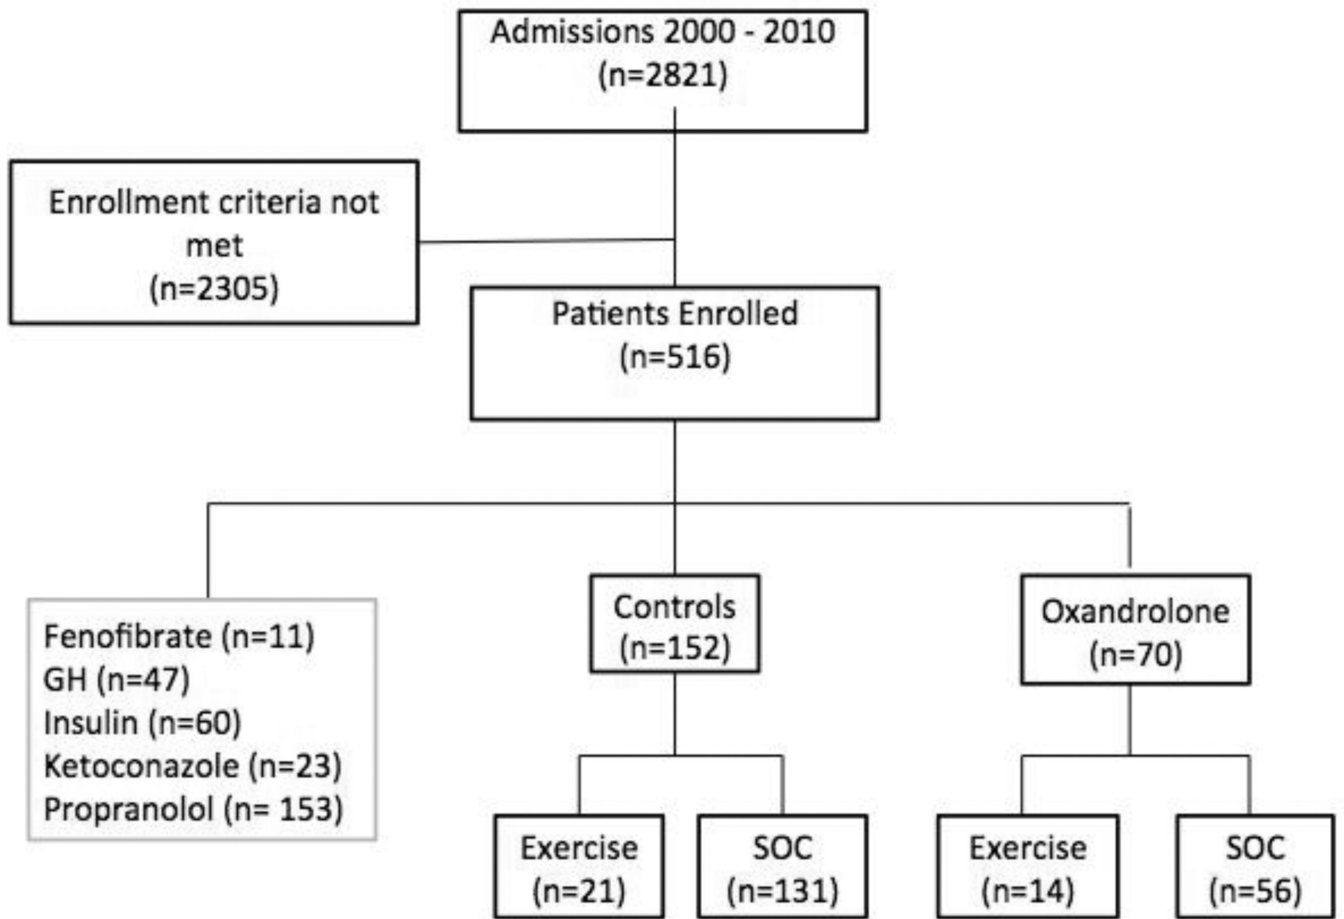 Admissions 2000 - 2010
(n=2821)
Enrollment criteria not
met
(n=2305)
Patients Enrolled
(n=516)
Fenofibrate (n=11)
GH (n=47)
Insulin (n=60)
Ketoconazole (n=23)
Propranolol (n= 153)
Controls
(n=152)
Oxandrolone
(n=70)
Exercise
(n=21)
SOC
(n=131)
Exercise
(n=14)
SOC
(n=56)